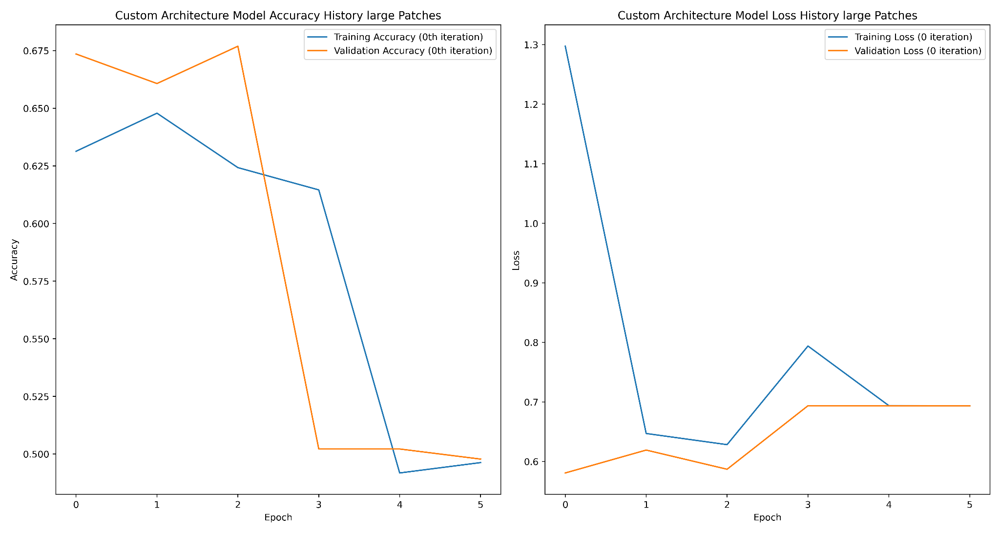 Custom Architecture Model Accuracy History large Patches
Training Accuracy (0th iteration)
Validation Accuracy (0th iteration)
0.675
0.650
0.625
0.600
0.575
0.550
0.525
0.500
Accuracy
0 1 2 3 4 5
Epoch
Custom Architecture Model Loss History large Patches
Training Loss (0 iteration)
Validation Loss (0 iteration)
1.3
1.2
1.1
1.0
0.9
0.8
0.7
0.6
Loss
0 1 2 3 4 5
Epoch